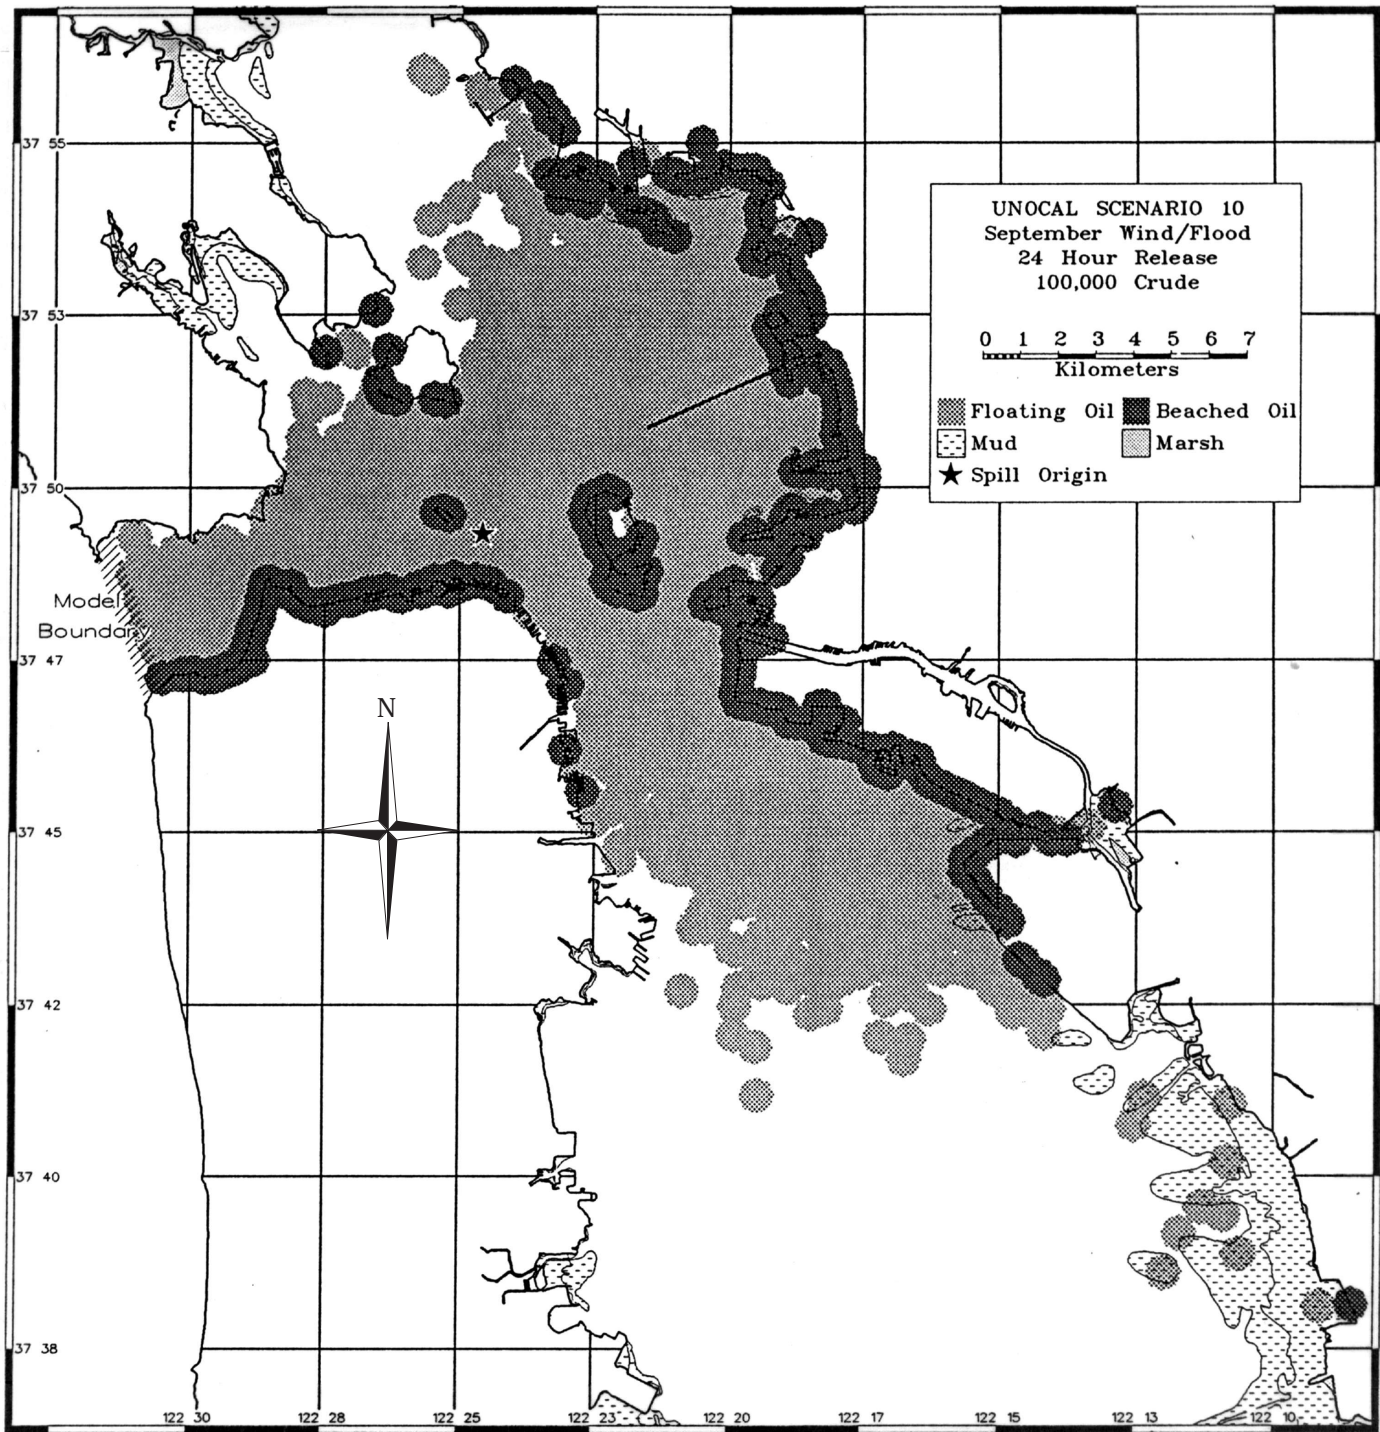 UNOCAL SCENARIO 10
September Wind/Flood
24 Hour Release
100,000 Crude
0 1 2 3 4 5 6 7
Kilometers
Floating Oil Beached Oil
Mud Marsh
Spill Origin
37 55
37 53
37 50
Model
Boundary
37 47
N
37 45
37 42
37 40
37 38
122 30 122 28 122 25 122 23 122 20 122 17 122 15 122 13 122 10